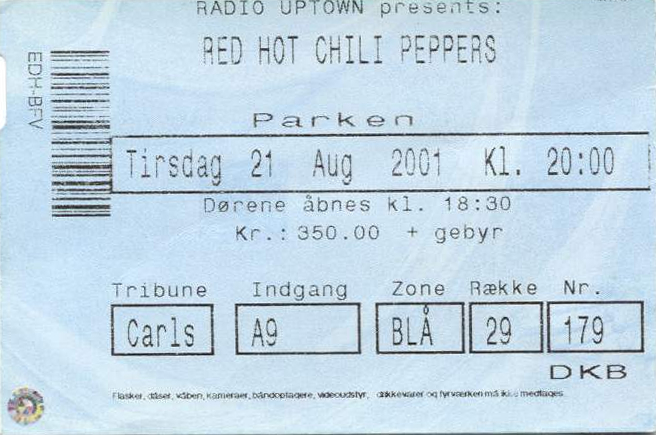 RADIO UPTOWN presents:
RED HOT CHILI PEPPERS
EDH-BFV
Parken
Tirsdag 21 Aug 2001 Kl. 20:00
Dørene åbnes kl. 18:30
Kr.: 350.00 + gebyr
Tribune Indgang Zone Række Nr.
Carls A9 BLÅ 29 179
DKB
Flasker, dåser, våben, kameraer, båndoptagere, videoudstyr, drikkevarer og fyrværkeri må ikke medtages.